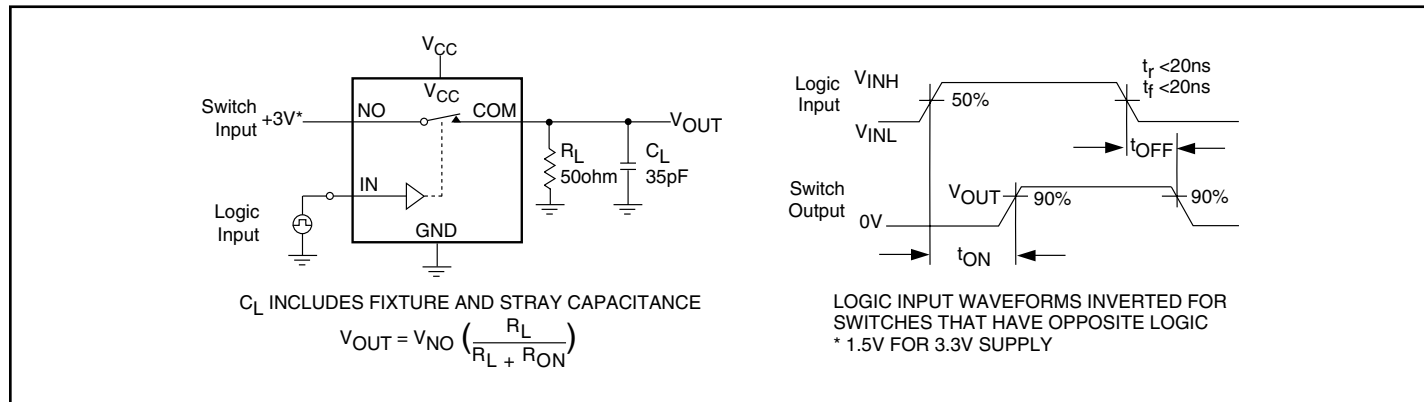 VCC
VCC
Switch Input
+3V*
NO
COM
VOUT
RL
50ohm
CL
35pF
IN
Logic Input
GND
CL INCLUDES FIXTURE AND STRAY CAPACITANCE
VOUT = VNO (RL / RL + RON)
Logic Input
VINH
VINL
50%
tr <20ns
tf <20ns
tOFF
Switch Output
VOUT
0V
90%
90%
tON
LOGIC INPUT WAVEFORMS INVERTED FOR
SWITCHES THAT HAVE OPPOSITE LOGIC
* 1.5V FOR 3.3V SUPPLY